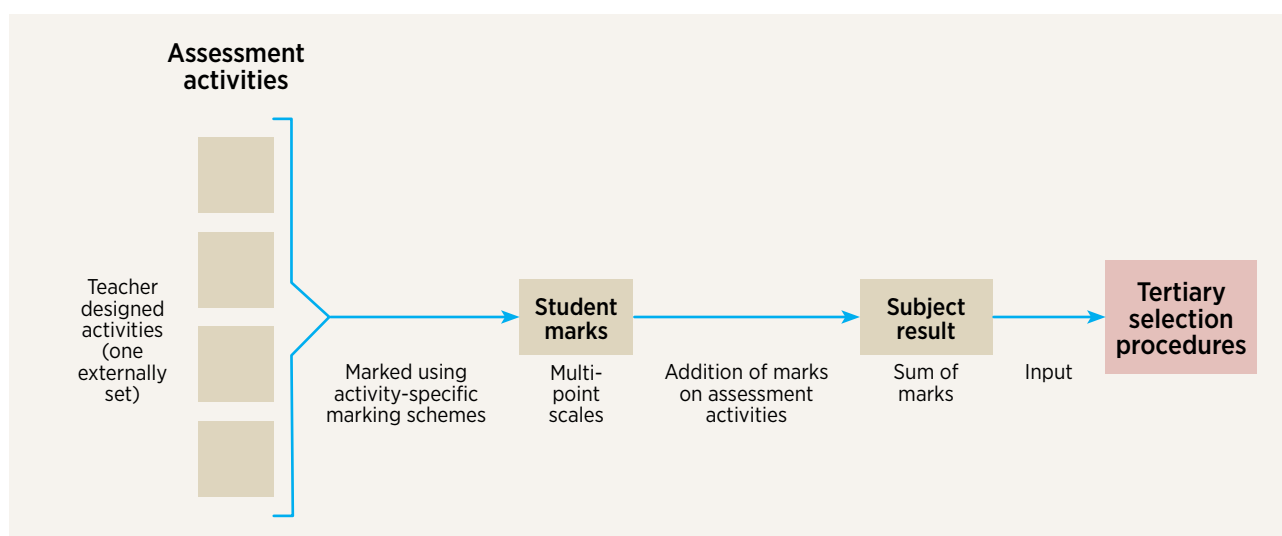 Assessment
activities
Teacher
designed
activities
(one
externally
set)
Marked using
activity-specific
marking schemes
Student
marks
Multi-
point
scales
Addition of marks
on assessment
activities
Subject
result
Sum of
marks
Input
Tertiary
selection
procedures